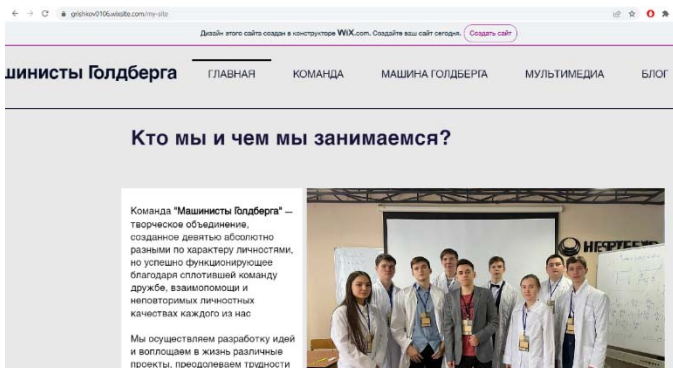 grishkov0106.wixsite.com/my-site
Дизайн этого сайта создан в конструкторе WiX.com. Создайте ваш сайт сегодня. Создать сайт
шинисты Голдберга ГЛАВНАЯ КОМАНДА МАШИНА ГОЛДБЕРГА МУЛЬТИМЕДИА БЛОГ
Кто мы и чем мы занимаемся?
Команда "Машинисты Голдберга" —
творческое объединение,
созданное девятью абсолютно
разными по характеру личностями,
но успешно функционирующее
благодаря сплотившей команду
дружбе, взаимопомощи и
неповторимых личностных
качествах каждого из нас
Мы осуществляем разработку идей
и воплощаем в жизнь различные
проекты, преодолеваем трудности